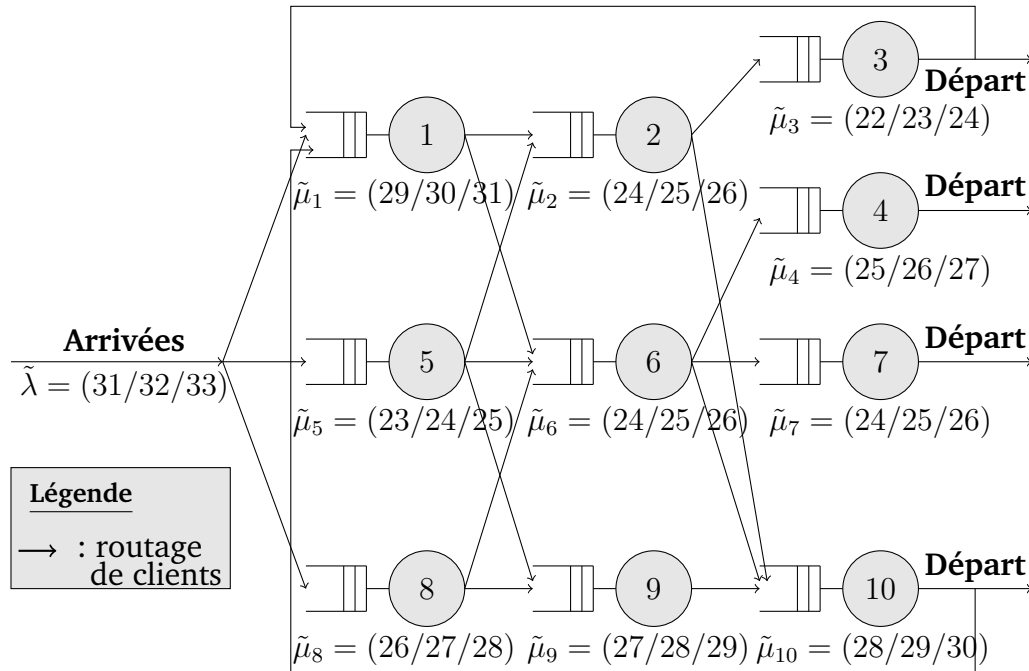 3
Départ
μ̃₃ = (22/23/24)
1
2
μ̃₁ = (29/30/31)
μ̃₂ = (24/25/26)
4
Départ
μ̃₄ = (25/26/27)
Arrivées
λ̃ = (31/32/33)
5
6
7
Départ
μ̃₅ = (23/24/25)
μ̃₆ = (24/25/26)
μ̃₇ = (24/25/26)
Légende
: routage
de clients
8
9
10
Départ
μ̃₈ = (26/27/28)
μ̃₉ = (27/28/29)
μ̃₁₀ = (28/29/30)